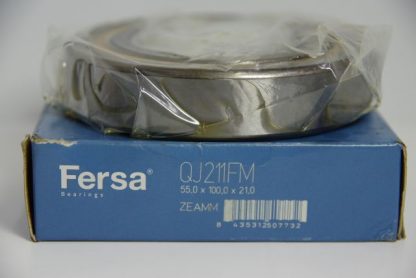 Fersa®
Bearings
QJ211FM
55,0 x 100,0 x 21,0
ZEAMM
8 435312507732